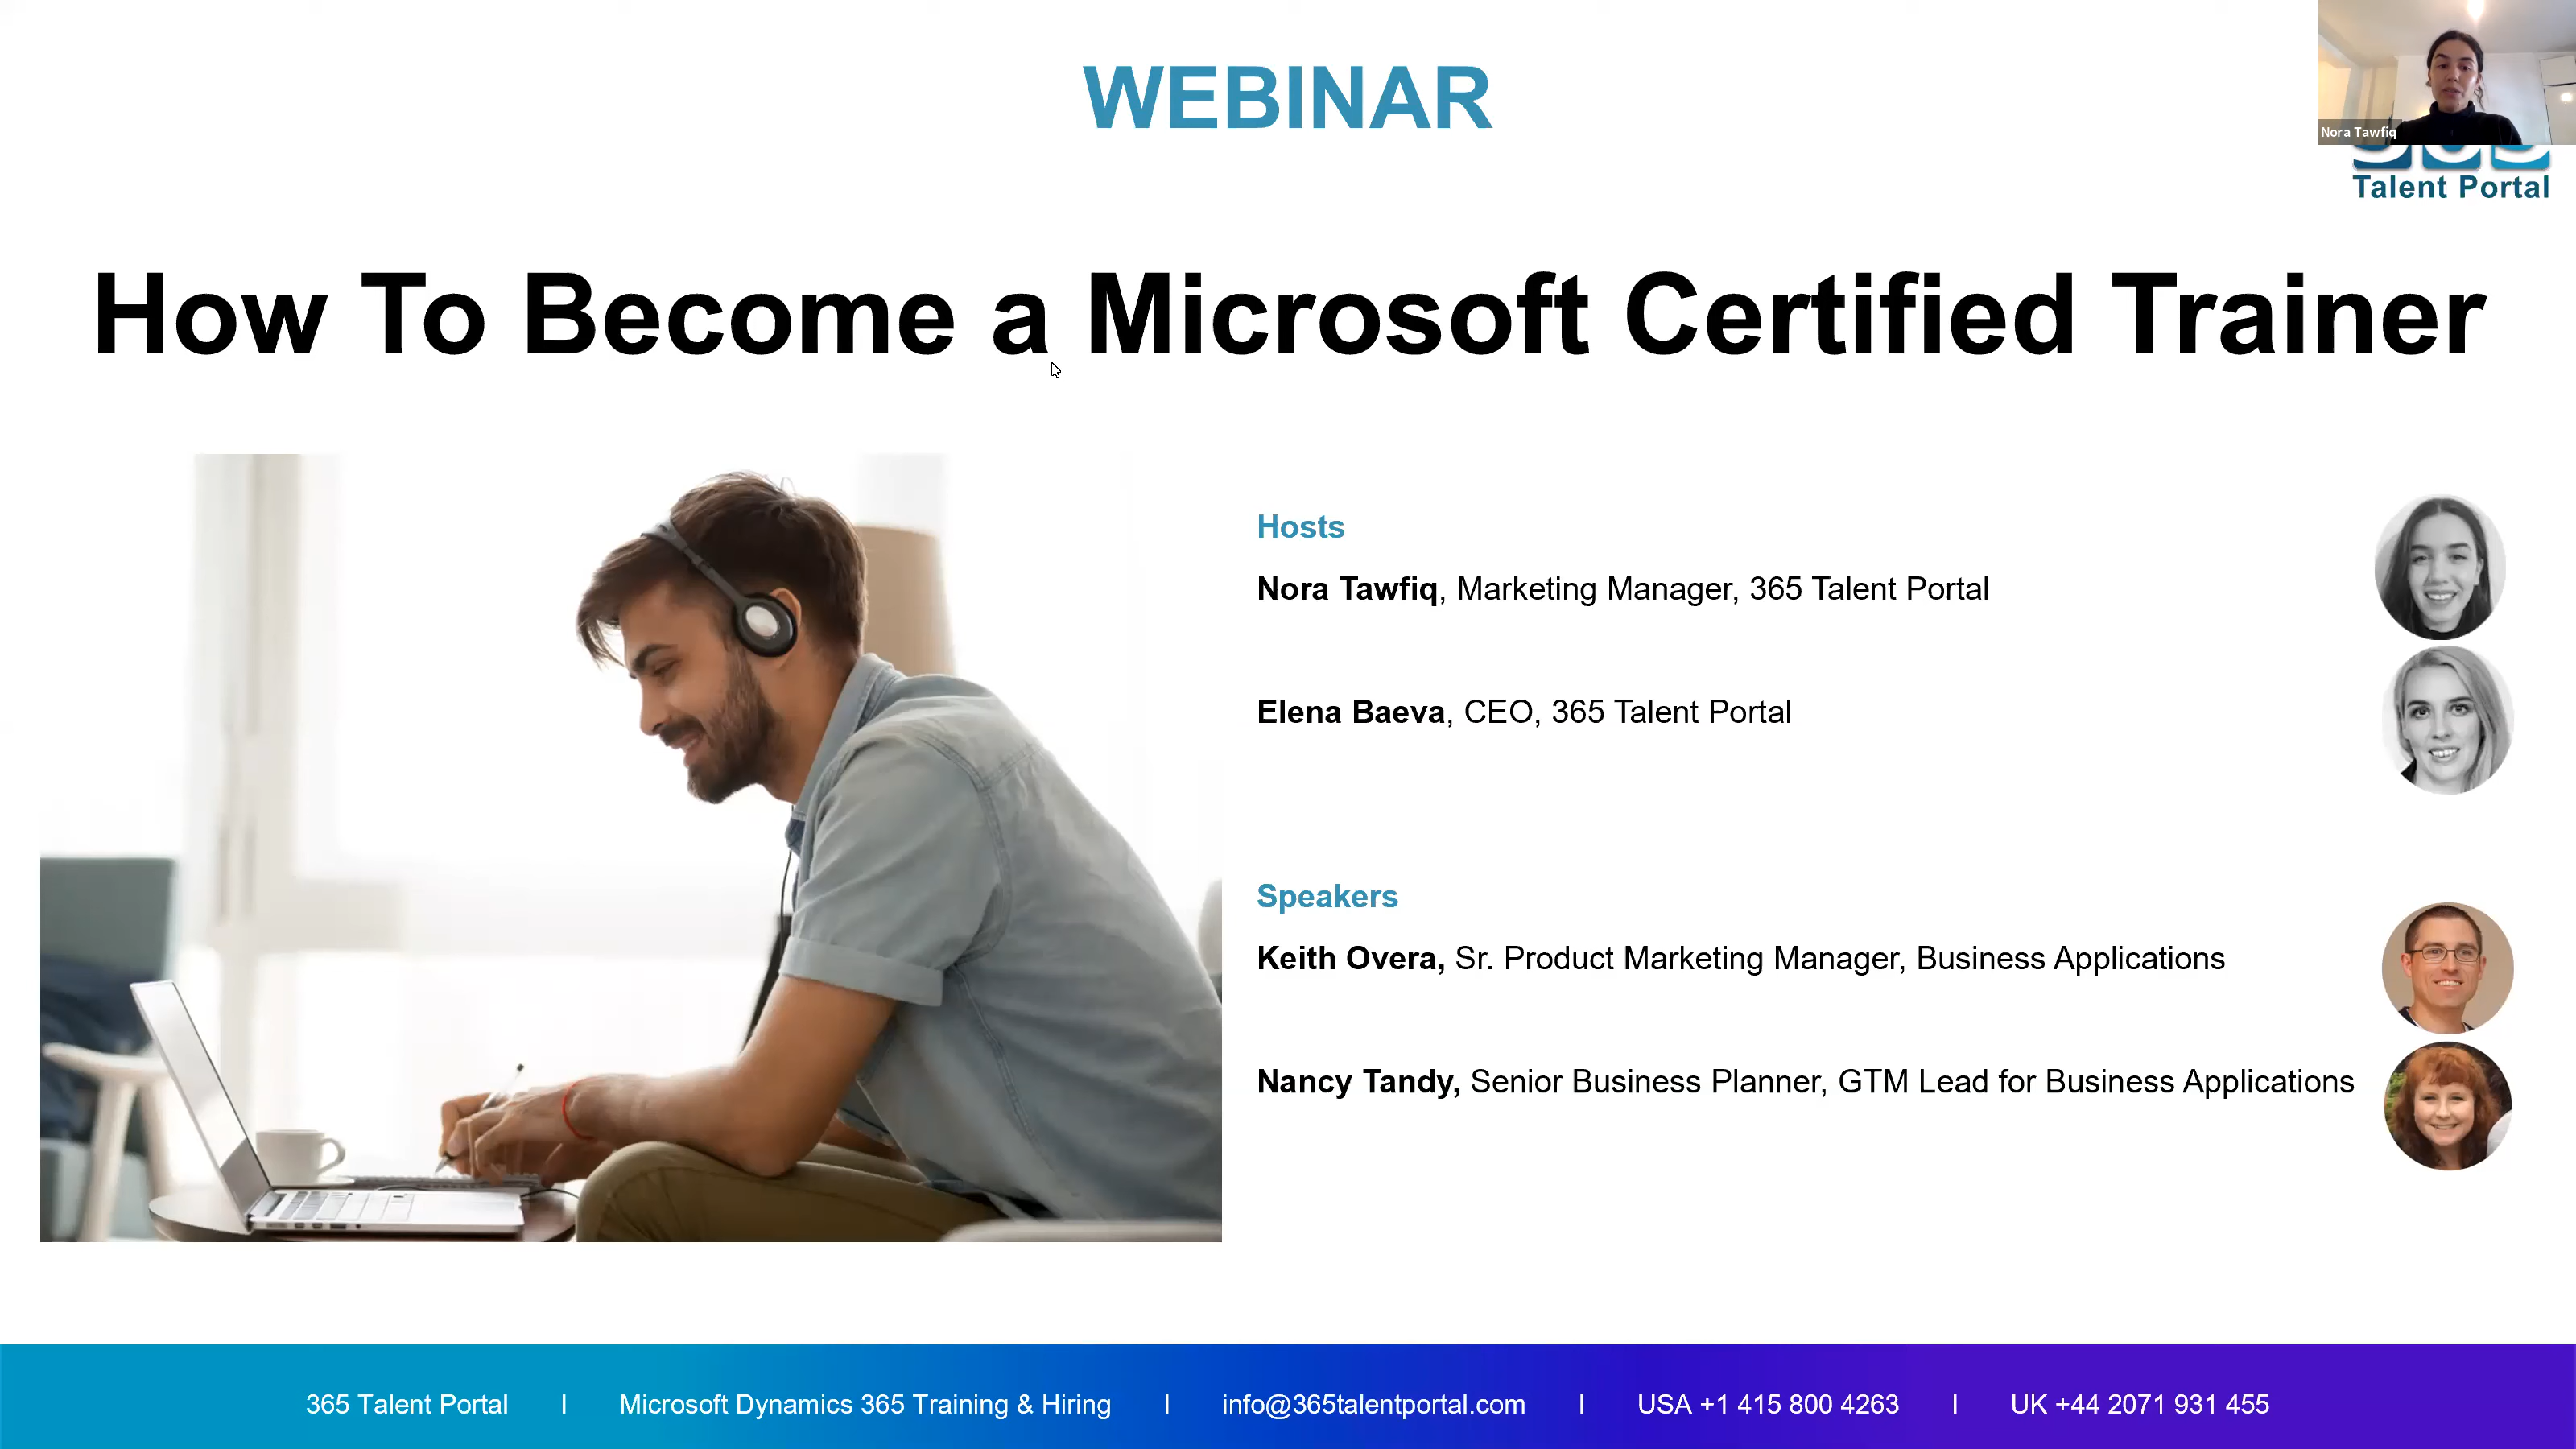 WEBINAR
Nora Tawfiq
Talent Portal
How To Become a Microsoft Certified Trainer
Hosts
Nora Tawfiq, Marketing Manager, 365 Talent Portal
Elena Baeva, CEO, 365 Talent Portal
Speakers
Keith Overa, Sr. Product Marketing Manager, Business Applications
Nancy Tandy, Senior Business Planner, GTM Lead for Business Applications
365 Talent Portal I Microsoft Dynamics 365 Training & Hiring I info@365talentportal.com I USA +1 415 800 4263 I UK +44 2071 931 455